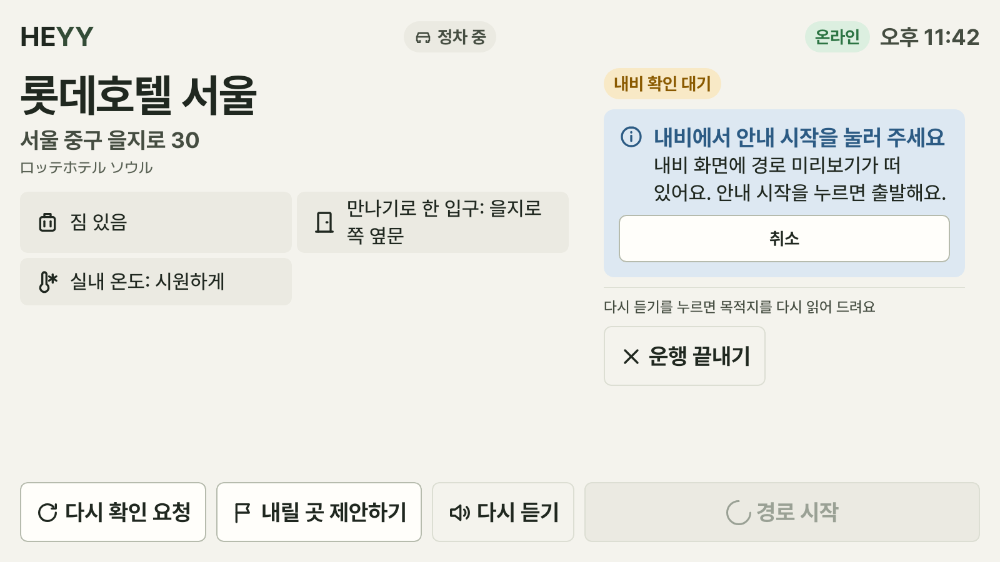 HEYY
정차 중
온라인
오후 11:42
롯데호텔 서울
서울 중구 을지로 30
ロッテホテル ソウル
짐 있음
만나기로 한 입구: 을지로
쪽 옆문
실내 온도: 시원하게
내비 확인 대기
내비에서 안내 시작을 눌러 주세요
내비 화면에 경로 미리보기가 떠
있어요. 안내 시작을 누르면 출발해요.
취소
다시 듣기를 누르면 목적지를 다시 읽어 드려요
운행 끝내기
다시 확인 요청
내릴 곳 제안하기
다시 듣기
경로 시작